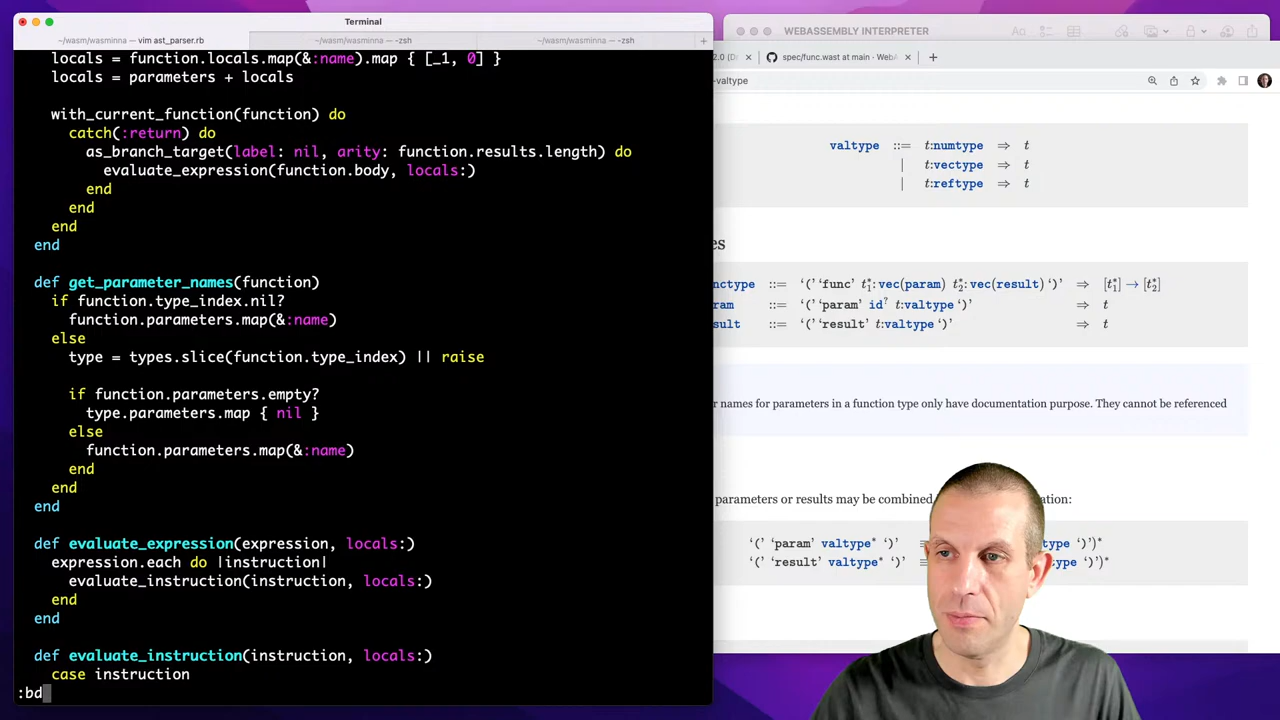 Terminal
~/wasm/wasminna — vim ast_parser.rb
~/wasm/wasminna — -zsh
~/wasm/wasminna — -zsh
+
locals = function.locals.map(&:name).map { [_1, 0] }
locals = parameters + locals
with_current_function(function) do
catch(:return) do
as_branch_target(label: nil, arity: function.results.length) do
evaluate_expression(function.body, locals:)
end
end
end
end
def get_parameter_names(function)
if function.type_index.nil?
function.parameters.map(&:name)
else
type = types.slice(function.type_index) || raise
if function.parameters.empty?
type.parameters.map { nil }
else
function.parameters.map(&:name)
end
end
end
def evaluate_expression(expression, locals:)
expression.each do |instruction|
evaluate_instruction(instruction, locals:)
end
end
def evaluate_instruction(instruction, locals:)
case instruction
:bd
WEBASSEMBLY INTERPRETER
2.0 (Dr
spec/func.wast at main · WebA
-valtype
valtype ::= t:numtype ⇒ t
| t:vectype ⇒ t
| t:reftype ⇒ t
es
nctype ::= ‘(’ ‘func’ t₁*: vec(param) t₂*: vec(result) ‘)’ ⇒ [t₁*] → [t₂*]
ram ::= ‘(’ ‘param’ id? t:valtype ‘)’ ⇒ t
sult ::= ‘(’ ‘result’ t:valtype ‘)’ ⇒ t
r names for parameters in a function type only have documentation purpose. They cannot be referenced
parameters or results may be combined
ation:
‘(’ ‘param’ valtype* ‘)’ ≡
ype ‘)’)*
‘(’ ‘result’ valtype* ‘)’ ≡
ype ‘)’)*